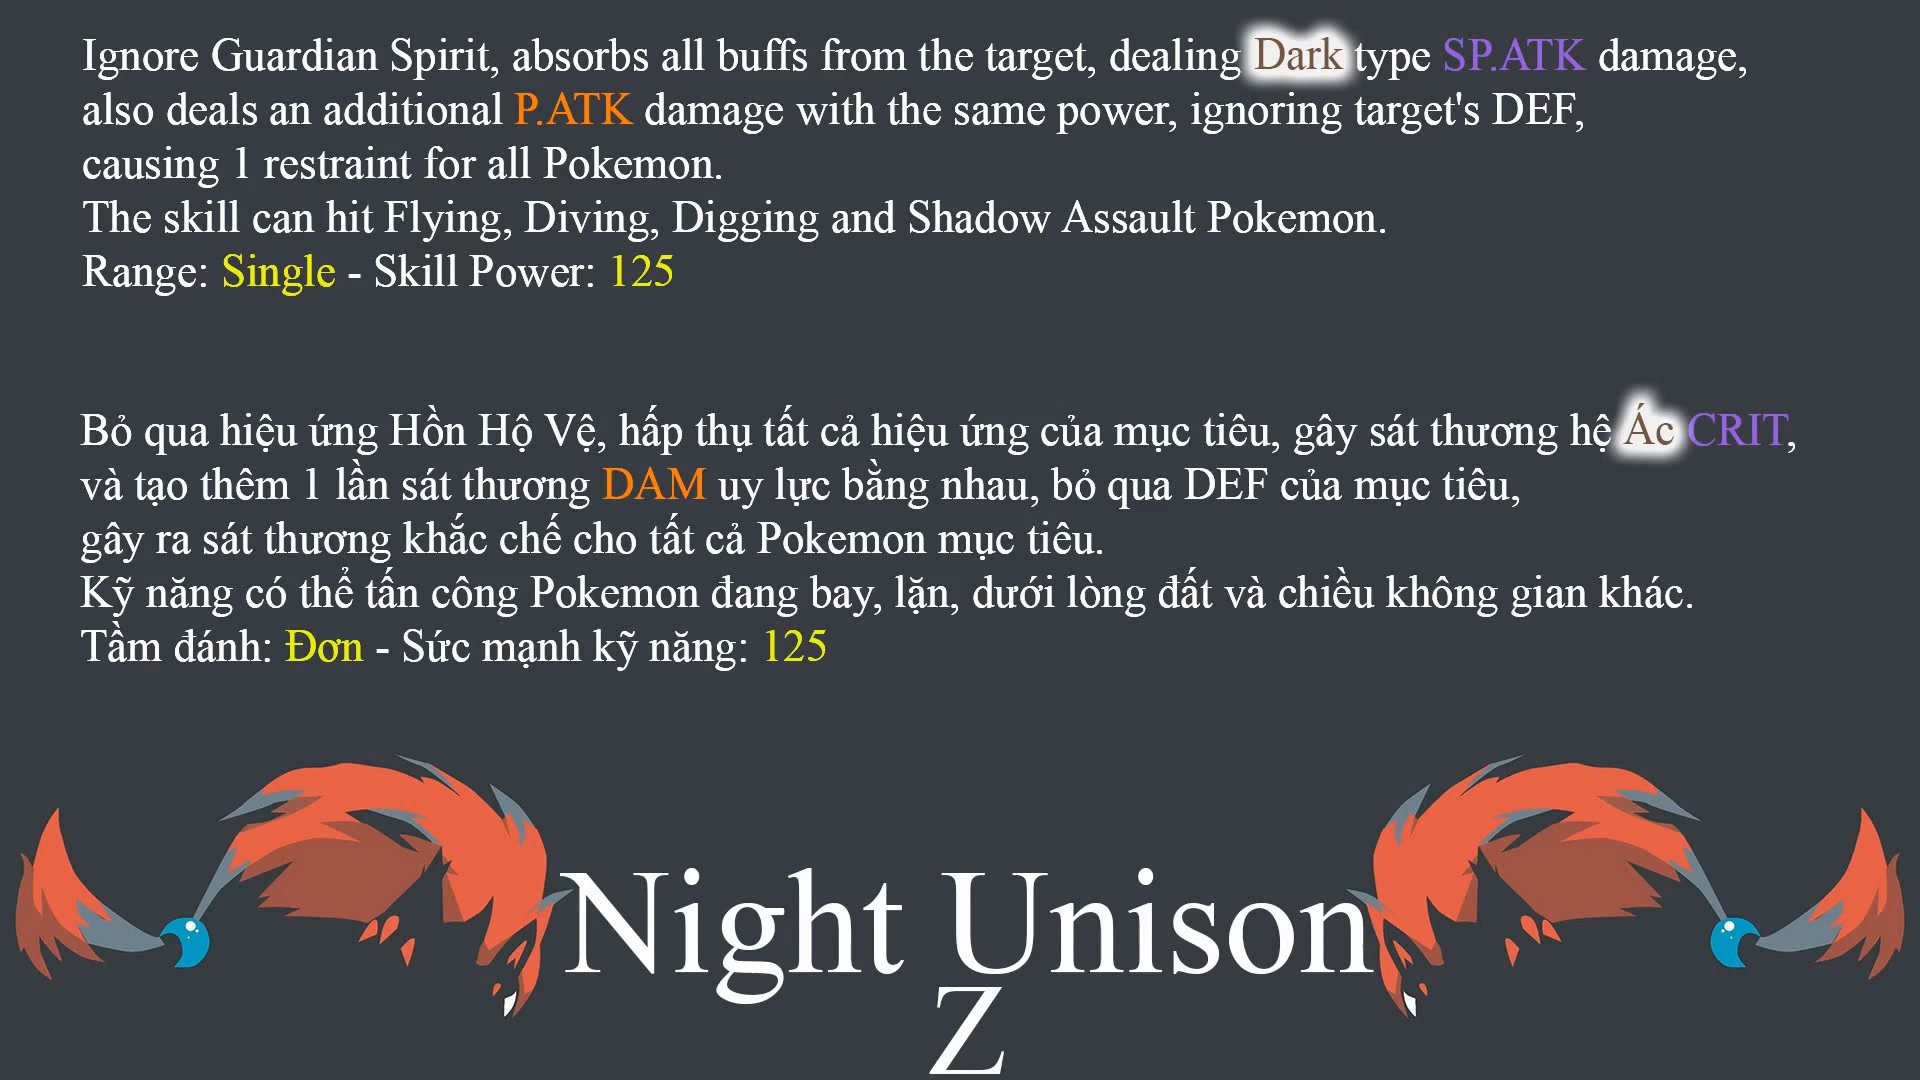 Ignore Guardian Spirit, absorbs all buffs from the target, dealing Dark type SP.ATK damage,
also deals an additional P.ATK damage with the same power, ignoring target's DEF,
causing 1 restraint for all Pokemon.
The skill can hit Flying, Diving, Digging and Shadow Assault Pokemon.
Range: Single - Skill Power: 125
Bỏ qua hiệu ứng Hồn Hộ Vệ, hấp thụ tất cả hiệu ứng của mục tiêu, gây sát thương hệ Ác CRIT,
và tạo thêm 1 lần sát thương DAM uy lực bằng nhau, bỏ qua DEF của mục tiêu,
gây ra sát thương khắc chế cho tất cả Pokemon mục tiêu.
Kỹ năng có thể tấn công Pokemon đang bay, lặn, dưới lòng đất và chiều không gian khác.
Tầm đánh: Đơn - Sức mạnh kỹ năng: 125
Night Unison
Z